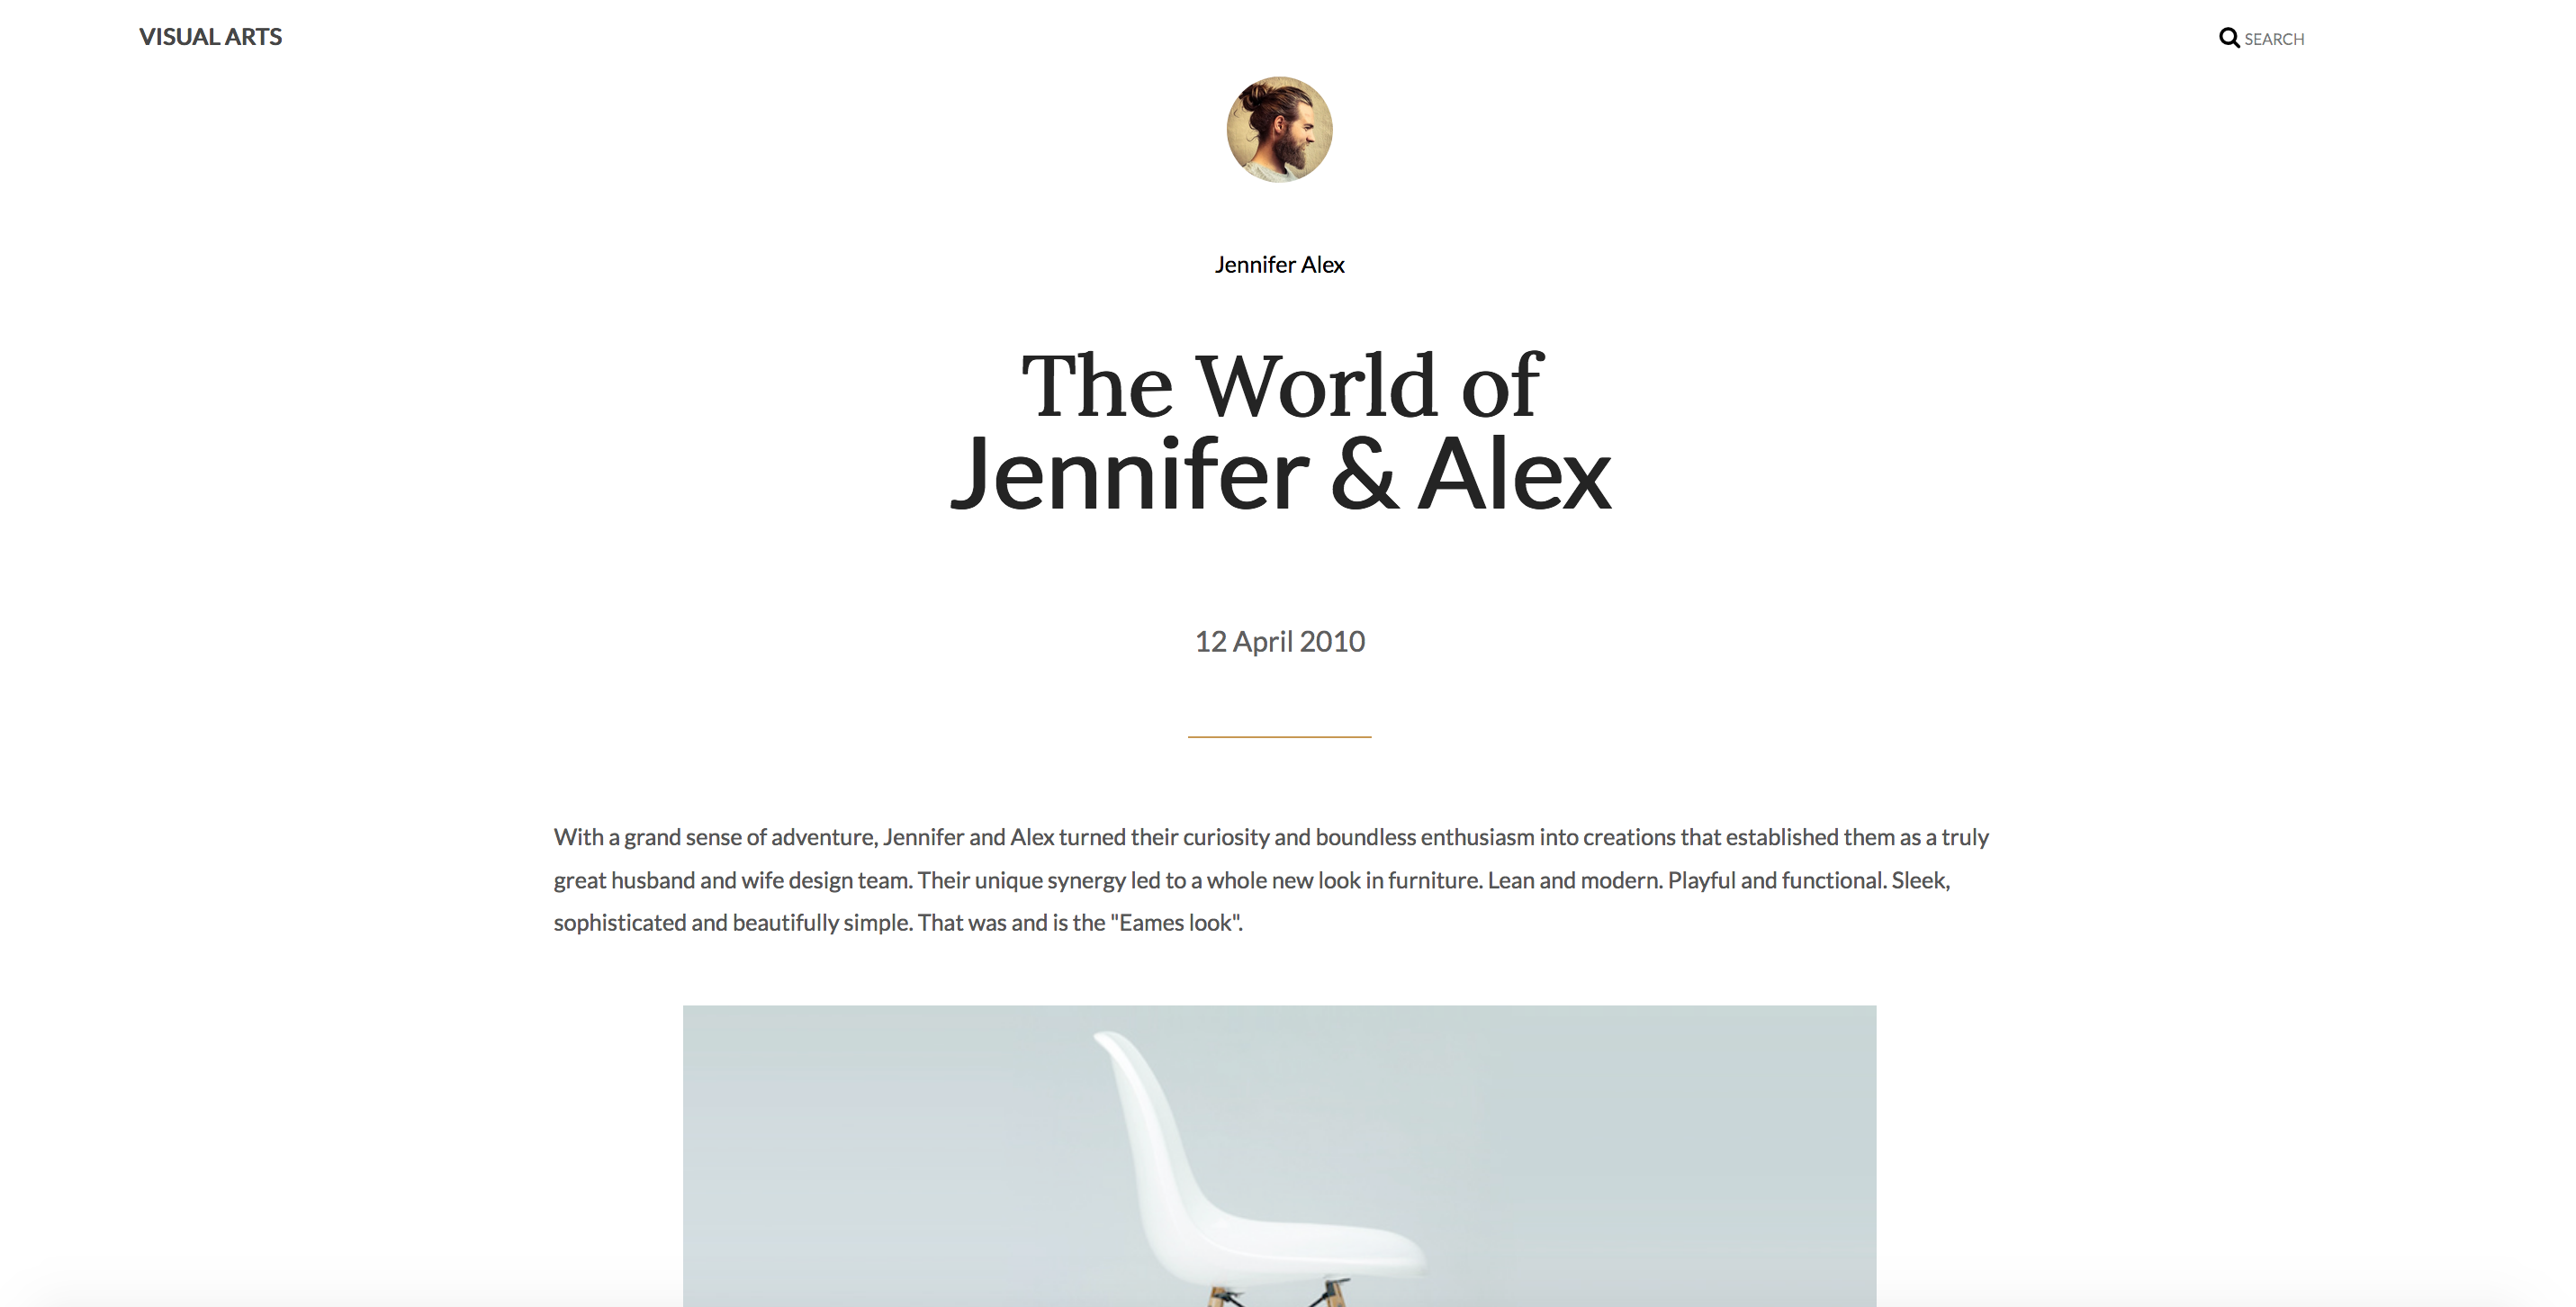 VISUAL ARTS
SEARCH
Jennifer Alex
The World of
Jennifer & Alex
12 April 2010
With a grand sense of adventure, Jennifer and Alex turned their curiosity and boundless enthusiasm into creations that established them as a truly
great husband and wife design team. Their unique synergy led to a whole new look in furniture. Lean and modern. Playful and functional. Sleek,
sophisticated and beautifully simple. That was and is the "Eames look".